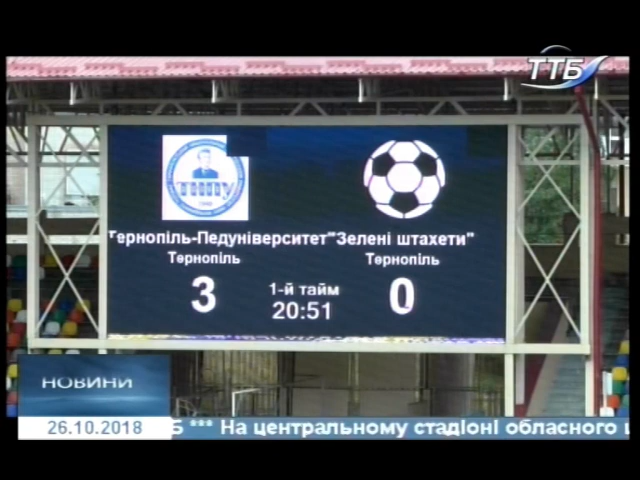 ТТБ
ТНПУ
Тернопіль-Педуніверситет "Зелені штахети"
Тернопіль Тернопіль
3 1-й тайм 0
20:51
НОВИНИ
26.10.2018 Б *** На центральному стадіоні обласного ц